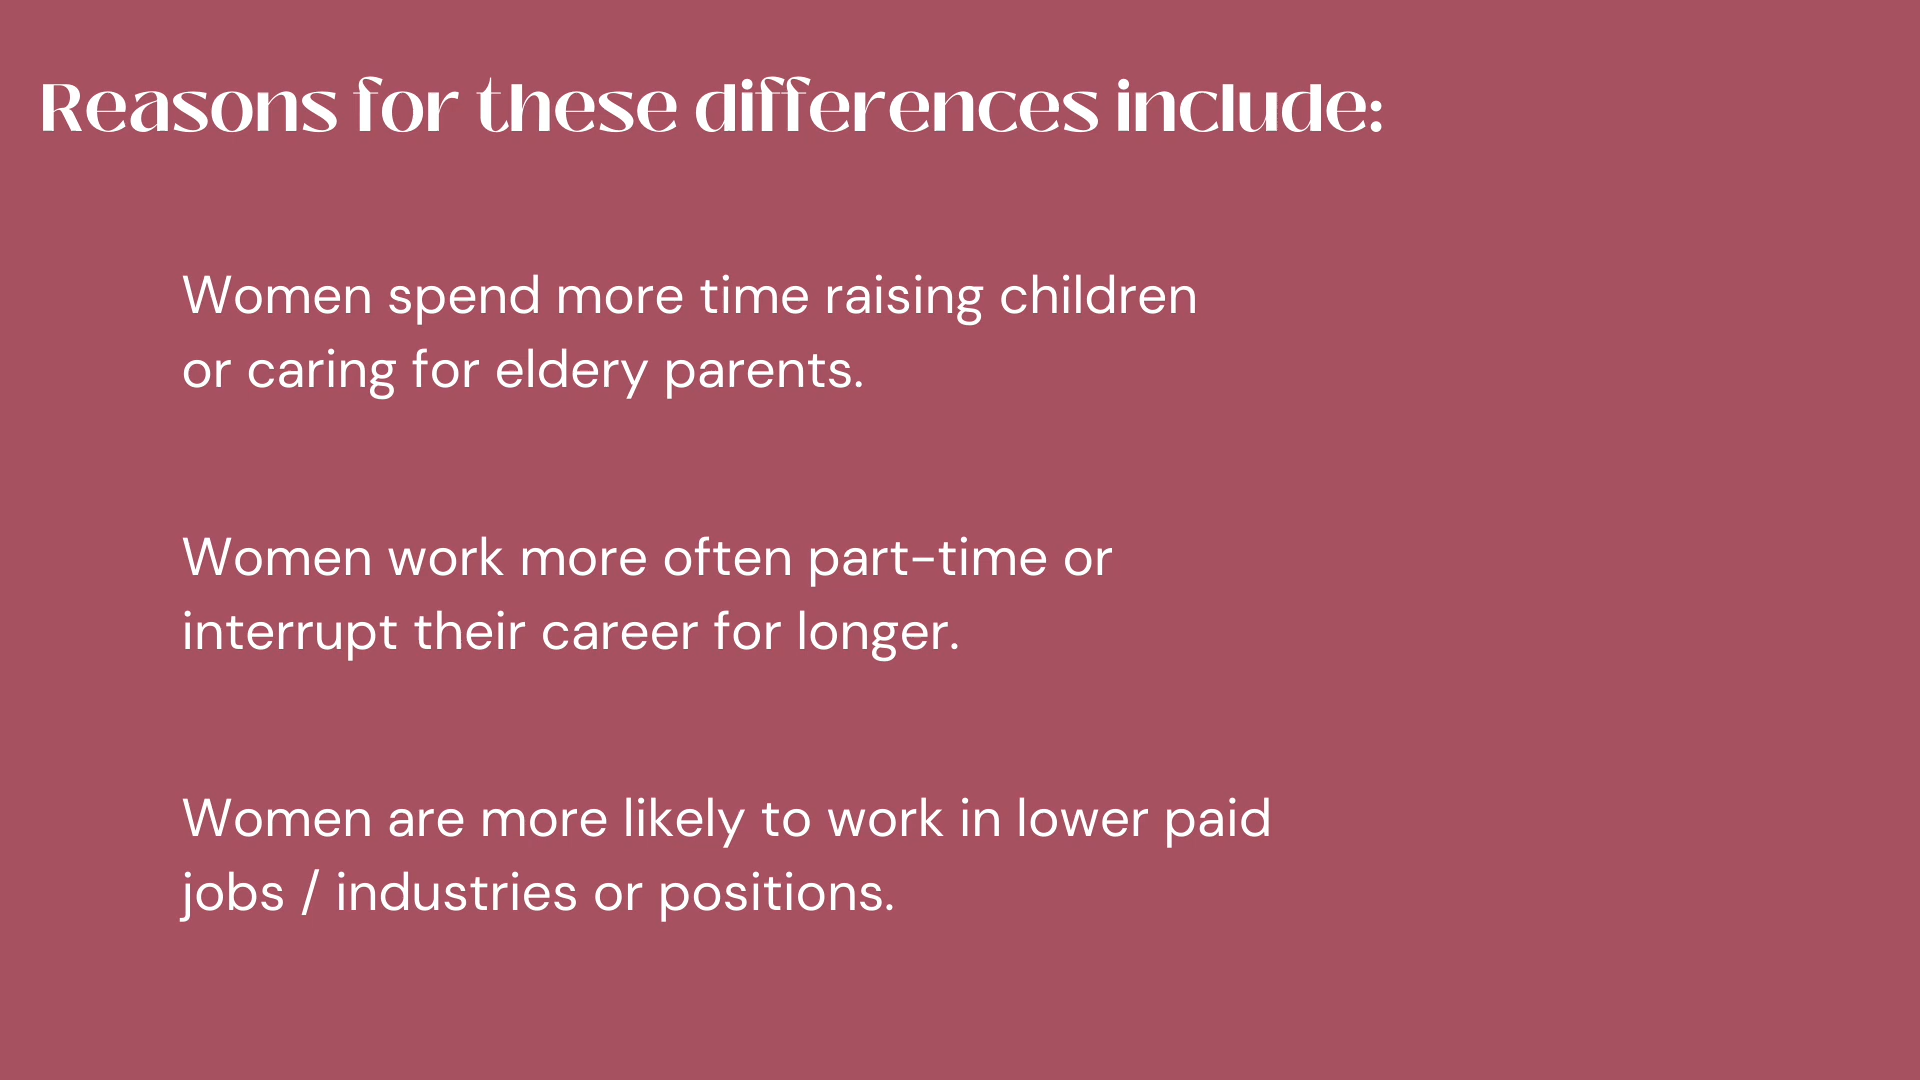 Reasons for these differences include:
Women spend more time raising children
or caring for eldery parents.
Women work more often part-time or
interrupt their career for longer.
Women are more likely to work in lower paid
jobs / industries or positions.